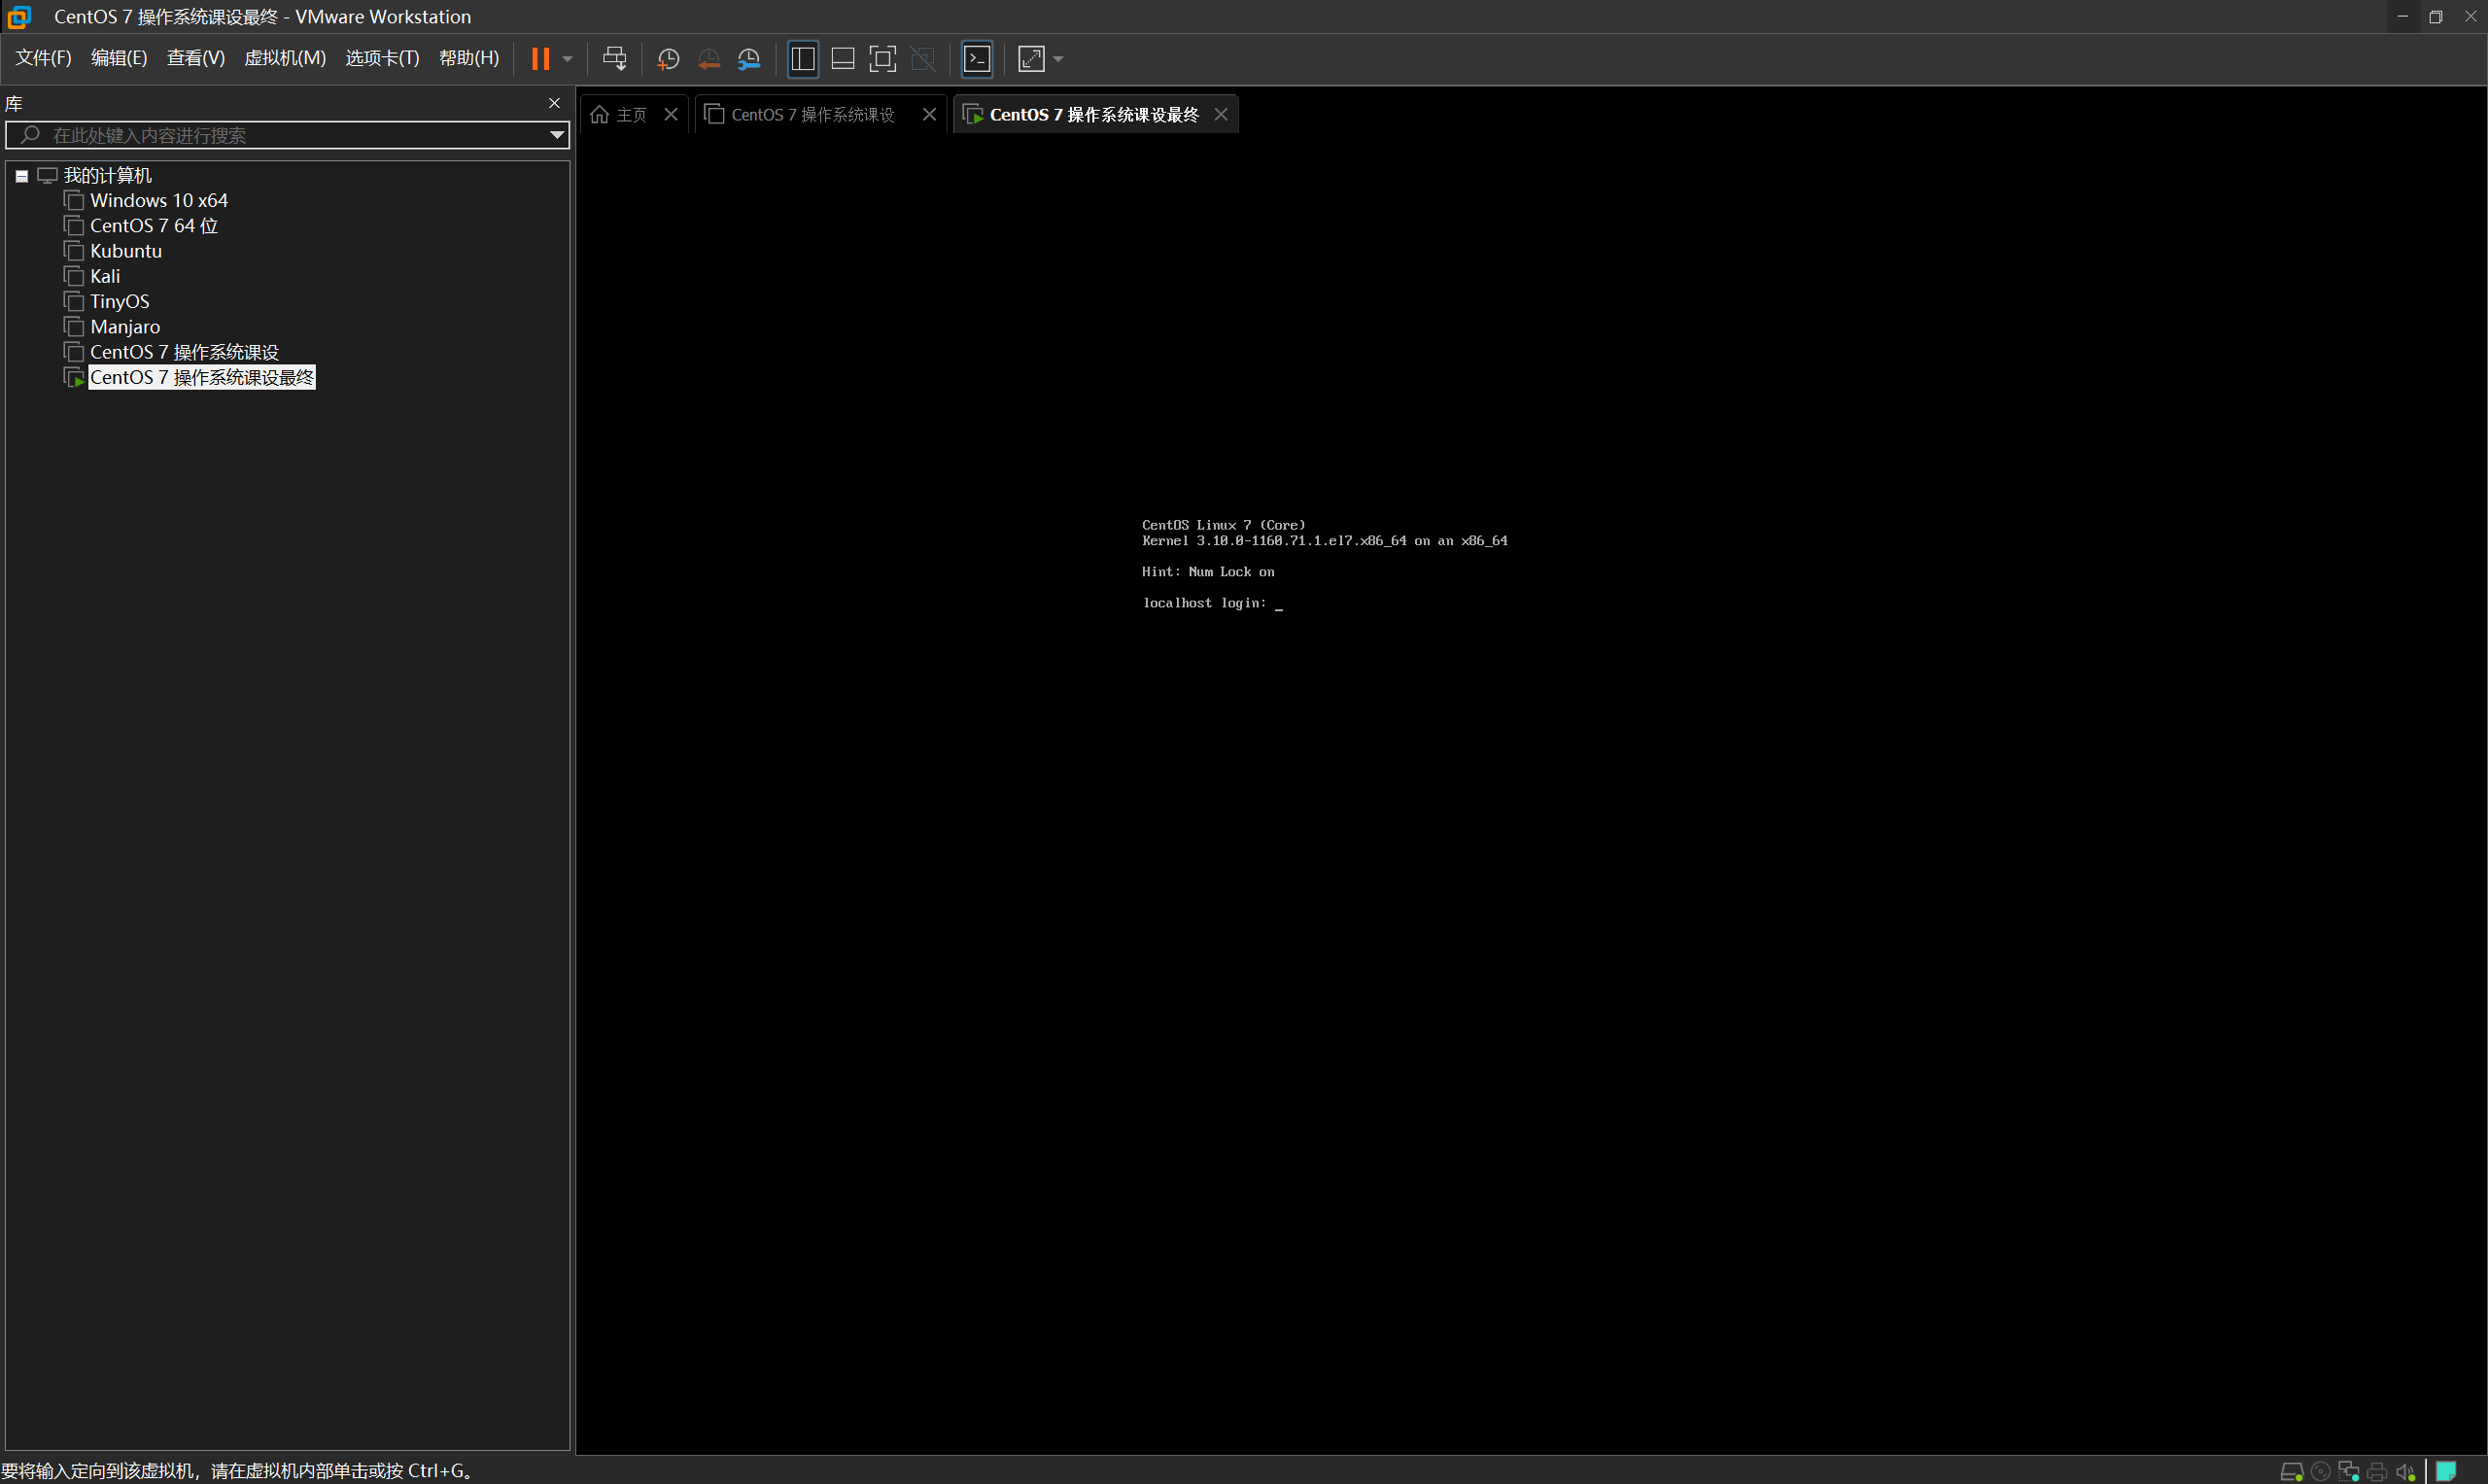 CentOS 7 操作系统课设最终 - VMware Workstation
文件(F) 编辑(E) 查看(V) 虚拟机(M) 选项卡(T) 帮助(H)
库
在此处键入内容进行搜索
我的计算机
Windows 10 x64
CentOS 7 64 位
Kubuntu
Kali
TinyOS
Manjaro
CentOS 7 操作系统课设
CentOS 7 操作系统课设最终
主页 CentOS 7 操作系统课设 CentOS 7 操作系统课设最终
CentOS Linux 7 (Core)
Kernel 3.10.0-1160.71.1.el7.x86_64 on an x86_64
Hint: Num Lock on
localhost login: _
要将输入定向到该虚拟机，请在虚拟机内部单击或按 Ctrl+G。